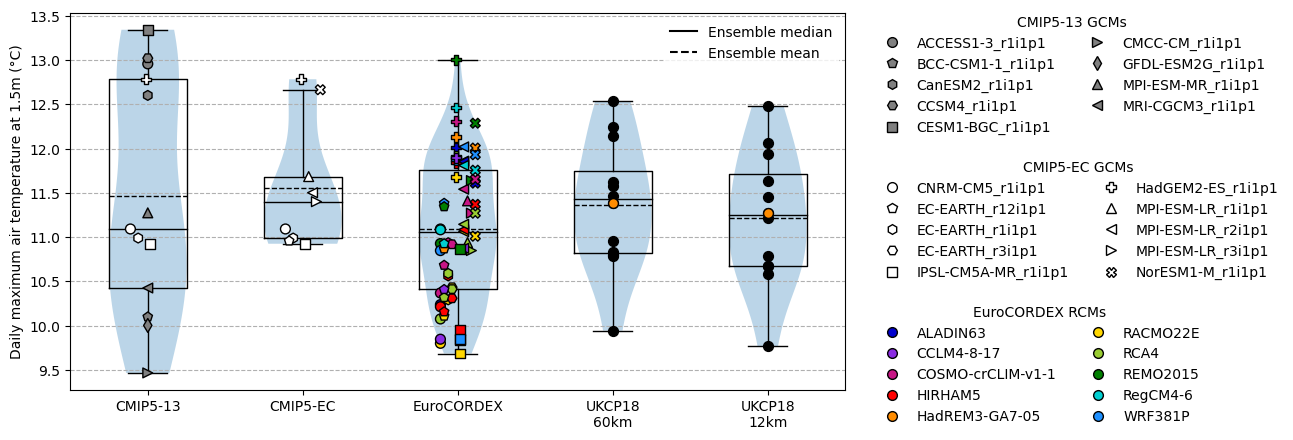 Daily maximum air temperature at 1.5m (°C)
13.5
13.0
12.5
12.0
11.5
11.0
10.5
10.0
9.5
Ensemble median
Ensemble mean
CMIP5-13
CMIP5-EC
EuroCORDEX
UKCP18
60km
UKCP18
12km
CMIP5-13 GCMs
ACCESS1-3_r1i1p1
BCC-CSM1-1_r1i1p1
CanESM2_r1i1p1
CCSM4_r1i1p1
CESM1-BGC_r1i1p1
CMCC-CM_r1i1p1
GFDL-ESM2G_r1i1p1
MPI-ESM-MR_r1i1p1
MRI-CGCM3_r1i1p1
CMIP5-EC GCMs
CNRM-CM5_r1i1p1
EC-EARTH_r12i1p1
EC-EARTH_r1i1p1
EC-EARTH_r3i1p1
IPSL-CM5A-MR_r1i1p1
HadGEM2-ES_r1i1p1
MPI-ESM-LR_r1i1p1
MPI-ESM-LR_r2i1p1
MPI-ESM-LR_r3i1p1
NorESM1-M_r1i1p1
EuroCORDEX RCMs
ALADIN63
CCLM4-8-17
COSMO-crCLIM-v1-1
HIRHAM5
HadREM3-GA7-05
RACMO22E
RCA4
REMO2015
RegCM4-6
WRF381P